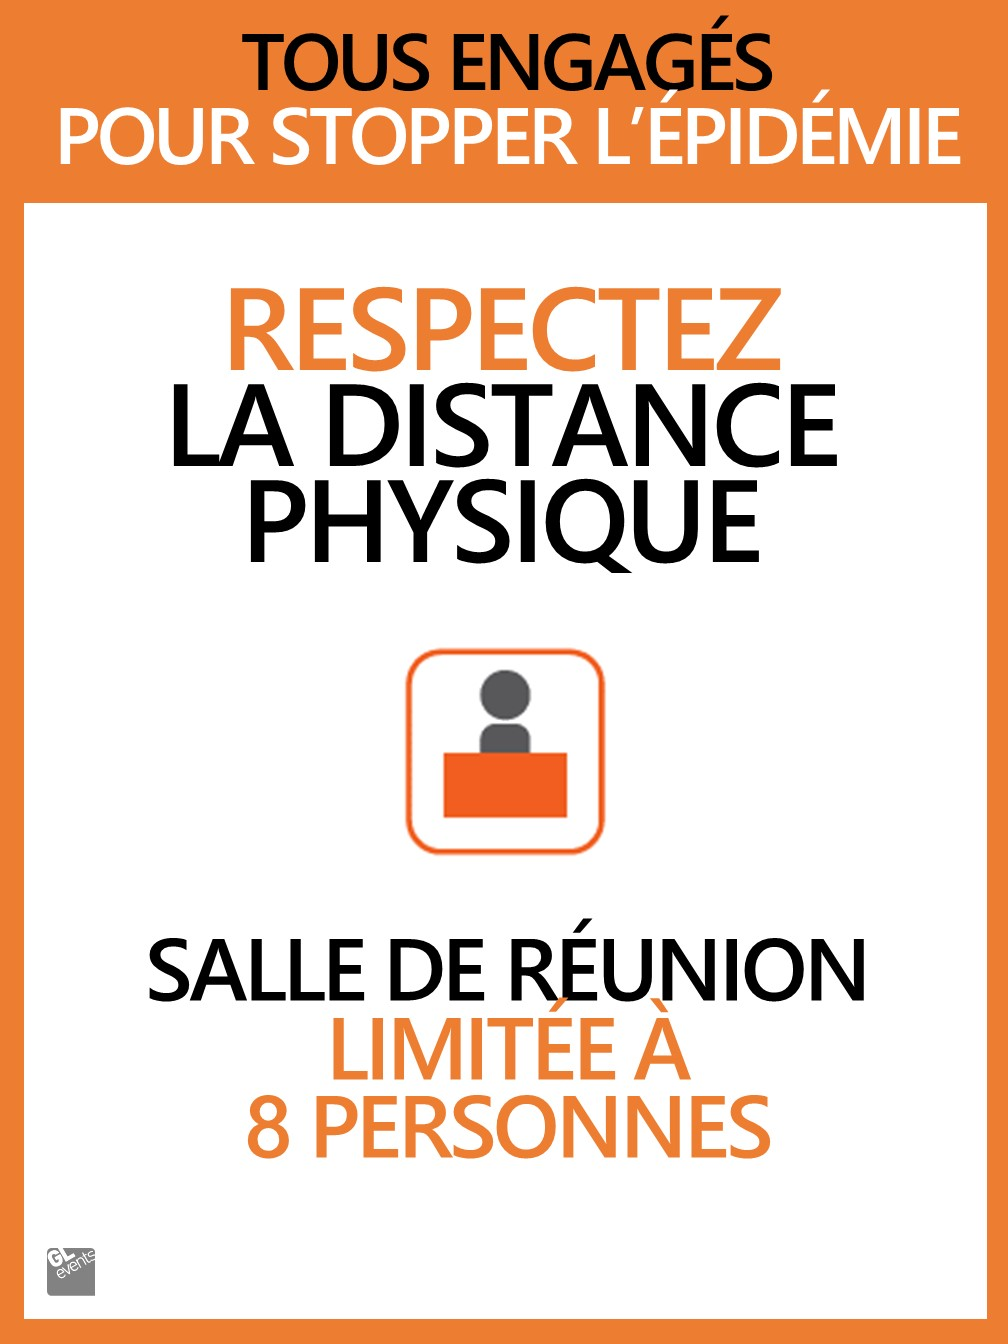 TOUS ENGAGÉS
POUR STOPPER L’ÉPIDÉMIE
RESPECTEZ
LA DISTANCE
PHYSIQUE
SALLE DE RÉUNION
LIMITÉE À
8 PERSONNES
GL
events